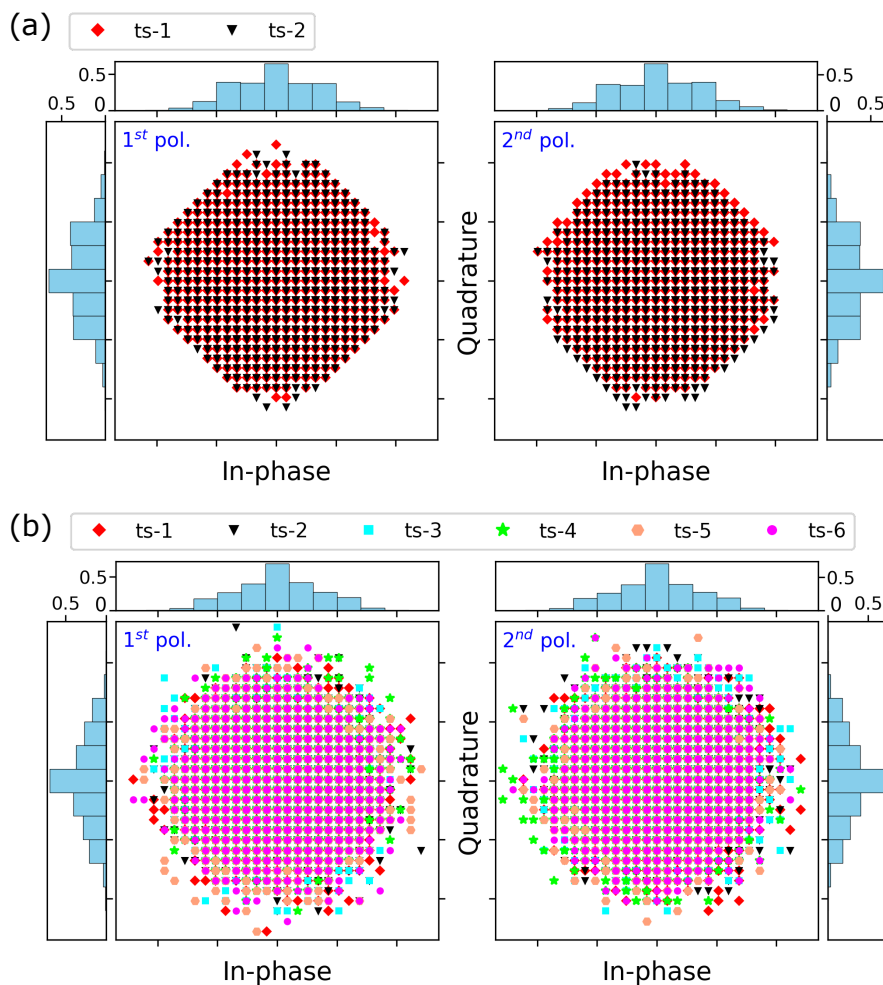 (a) ts-1 ts-2
0.5 0.5
0.5 0 0 0.5
1st pol. 2nd pol.
Quadrature
In-phase In-phase
(b) ts-1 ts-2 ts-3 ts-4 ts-5 ts-6
0.5 0.5
0.5 0 0 0.5
1st pol. 2nd pol.
Quadrature
In-phase In-phase